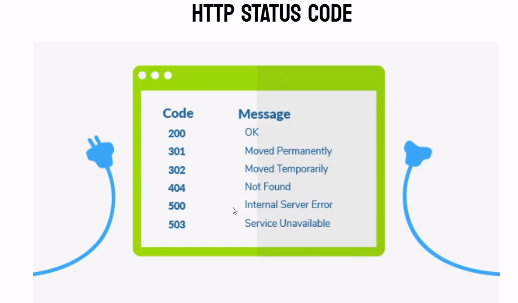 HTTP STATUS CODE
Code Message
200 OK
301 Moved Permanently
302 Moved Temporarily
404 Not Found
500 Internal Server Error
503 Service Unavailable